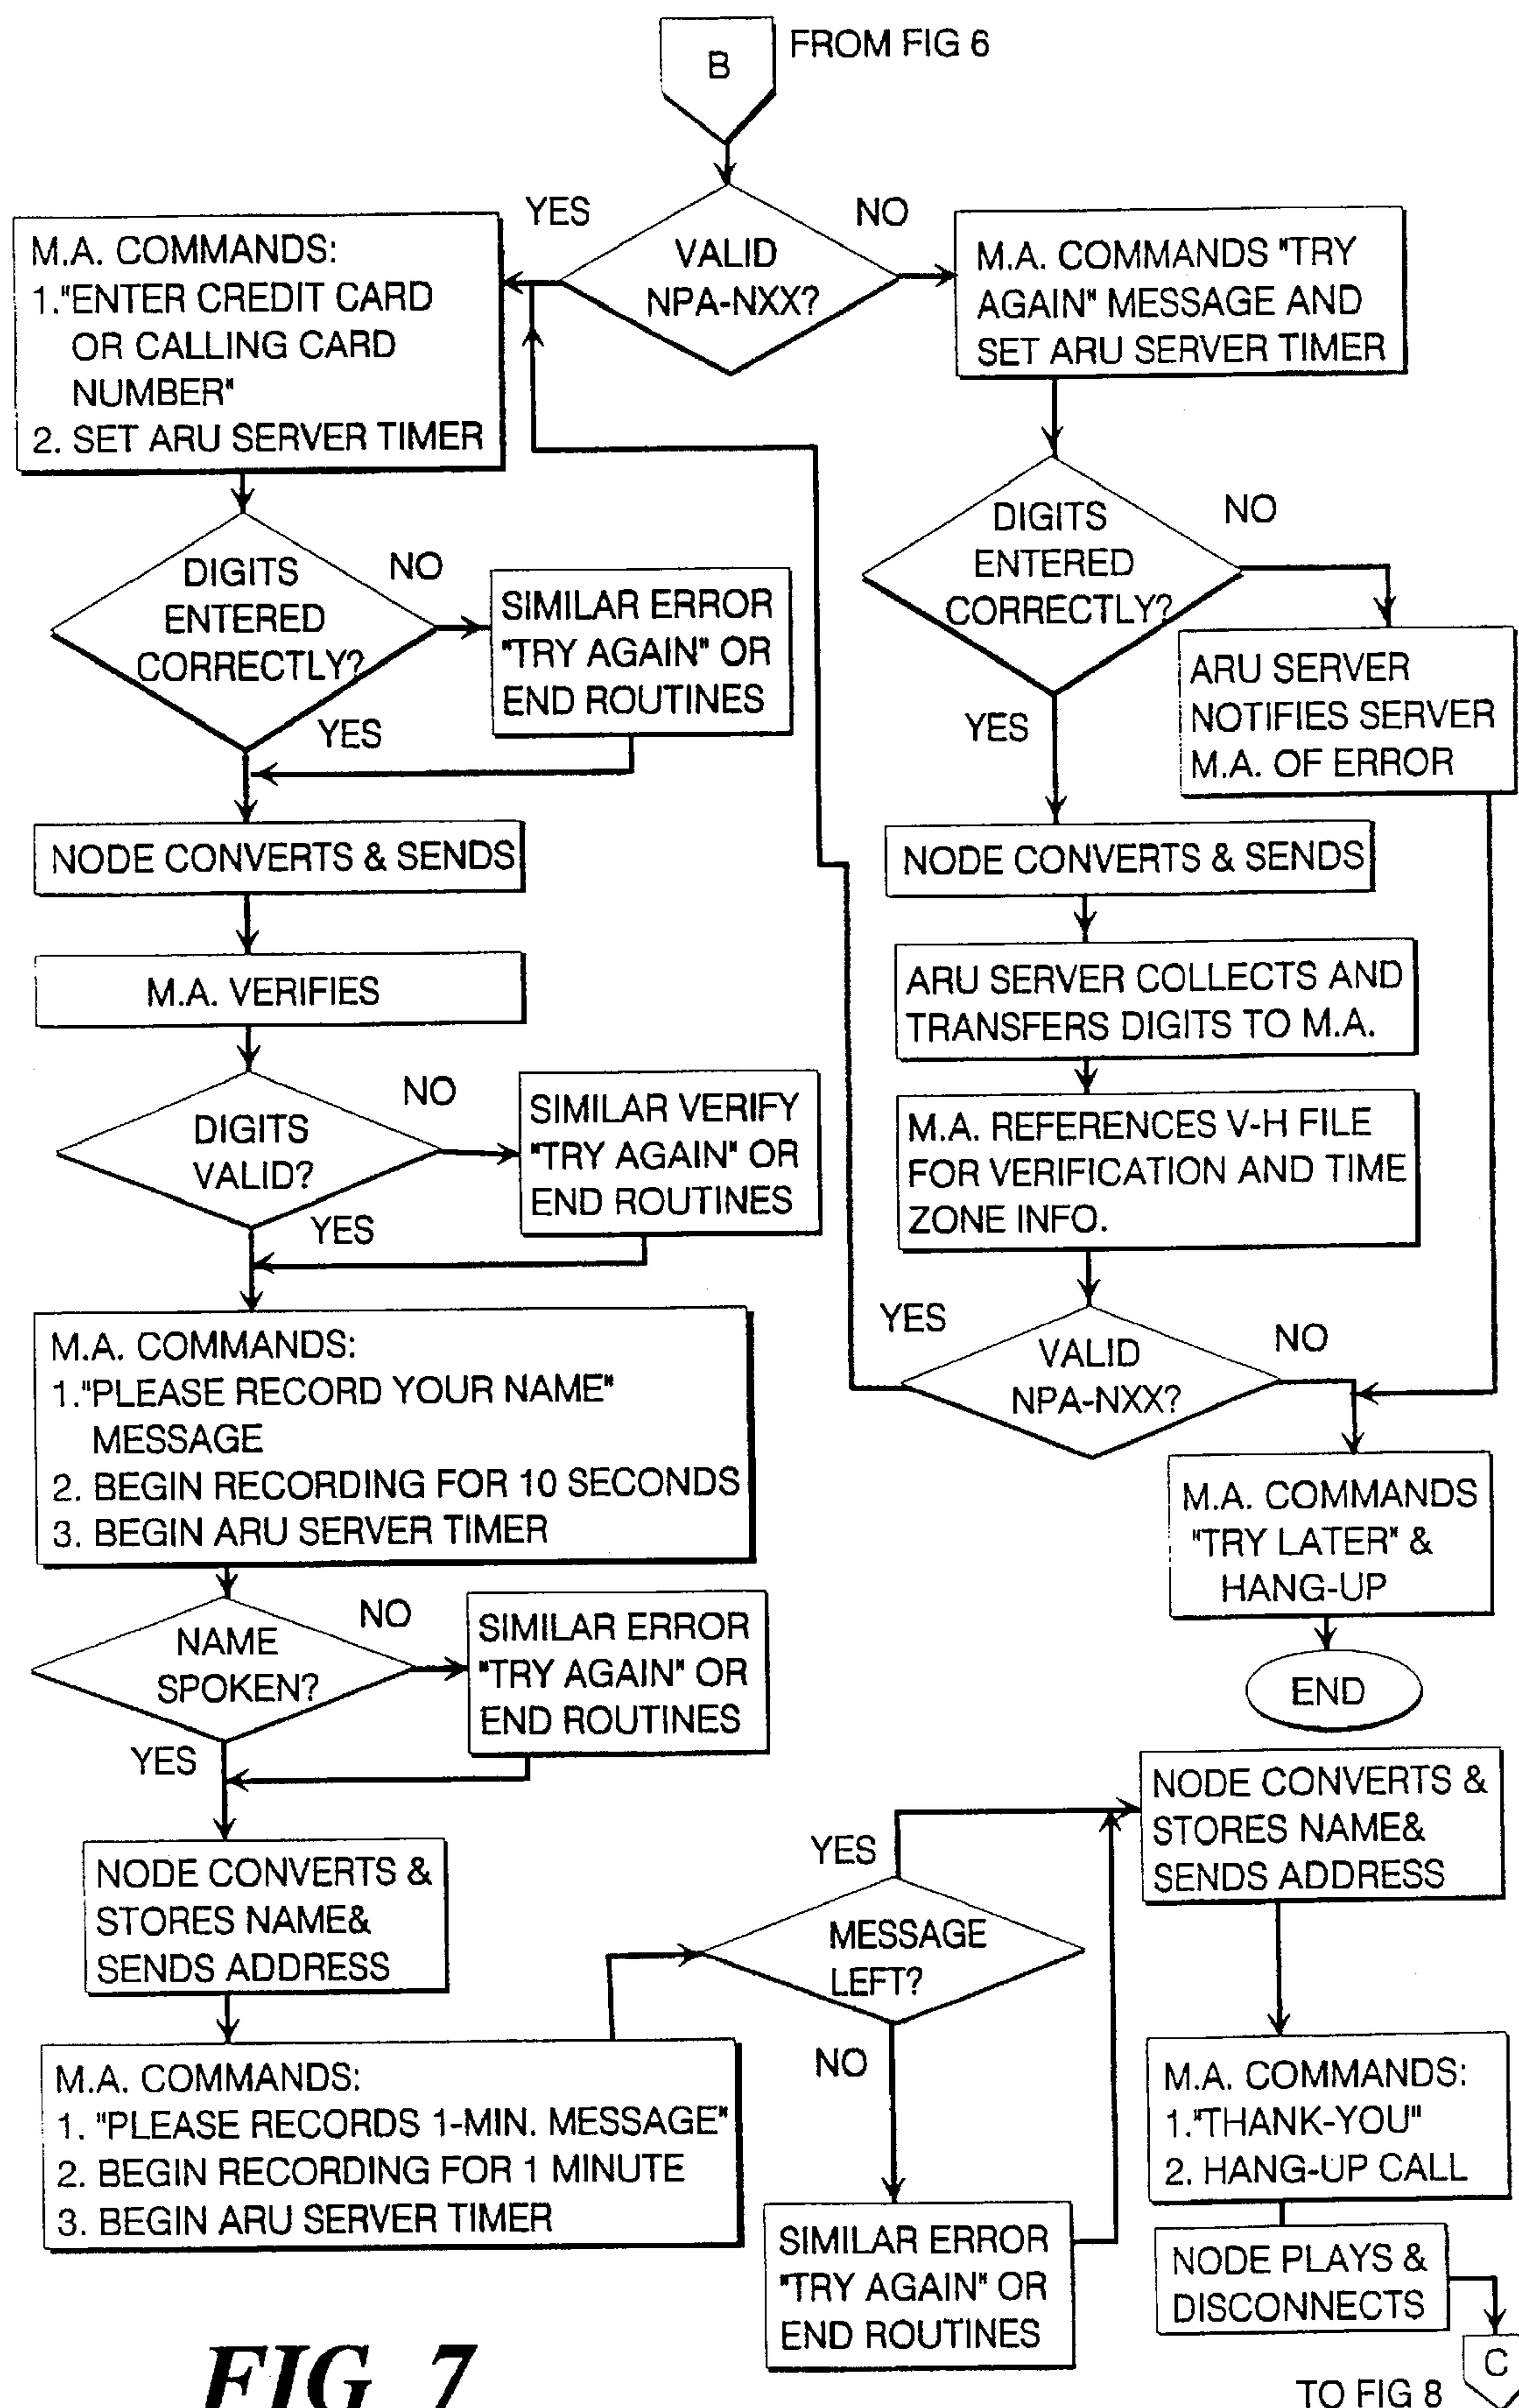 B
FROM FIG 6
VALID
NPA-NXX?
YES
NO
M.A. COMMANDS:
1."ENTER CREDIT CARD
OR CALLING CARD
NUMBER"
2. SET ARU SERVER TIMER
M.A. COMMANDS "TRY
AGAIN" MESSAGE AND
SET ARU SERVER TIMER
DIGITS
ENTERED
CORRECTLY?
NO
YES
SIMILAR ERROR
"TRY AGAIN" OR
END ROUTINES
DIGITS
ENTERED
CORRECTLY?
NO
YES
ARU SERVER
NOTIFIES SERVER
M.A. OF ERROR
NODE CONVERTS & SENDS
M.A. VERIFIES
DIGITS
VALID?
NO
YES
SIMILAR VERIFY
"TRY AGAIN" OR
END ROUTINES
NODE CONVERTS & SENDS
ARU SERVER COLLECTS AND
TRANSFERS DIGITS TO M.A.
M.A. REFERENCES V-H FILE
FOR VERIFICATION AND TIME
ZONE INFO.
YES
VALID
NPA-NXX?
NO
M.A. COMMANDS
"TRY LATER" &
HANG-UP
END
M.A. COMMANDS:
1."PLEASE RECORD YOUR NAME"
MESSAGE
2. BEGIN RECORDING FOR 10 SECONDS
3. BEGIN ARU SERVER TIMER
NAME
SPOKEN?
NO
YES
SIMILAR ERROR
"TRY AGAIN" OR
END ROUTINES
NODE CONVERTS &
STORES NAME&
SENDS ADDRESS
M.A. COMMANDS:
1. "PLEASE RECORDS 1-MIN. MESSAGE"
2. BEGIN RECORDING FOR 1 MINUTE
3. BEGIN ARU SERVER TIMER
YES
MESSAGE
LEFT?
NO
SIMILAR ERROR
"TRY AGAIN" OR
END ROUTINES
NODE CONVERTS &
STORES NAME&
SENDS ADDRESS
M.A. COMMANDS:
1."THANK-YOU"
2. HANG-UP CALL
NODE PLAYS &
DISCONNECTS
C
TO FIG 8
FIG 7